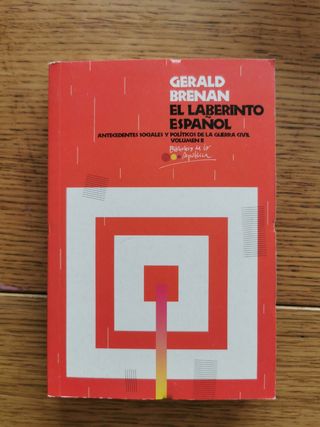 GERALD
BRENAN
EL LABERINTO
ESPAÑOL
ANTECEDENTES SOCIALES Y POLÍTICOS DE LA GUERRA CIVIL
VOLUMEN II
Biblioteca de la
República